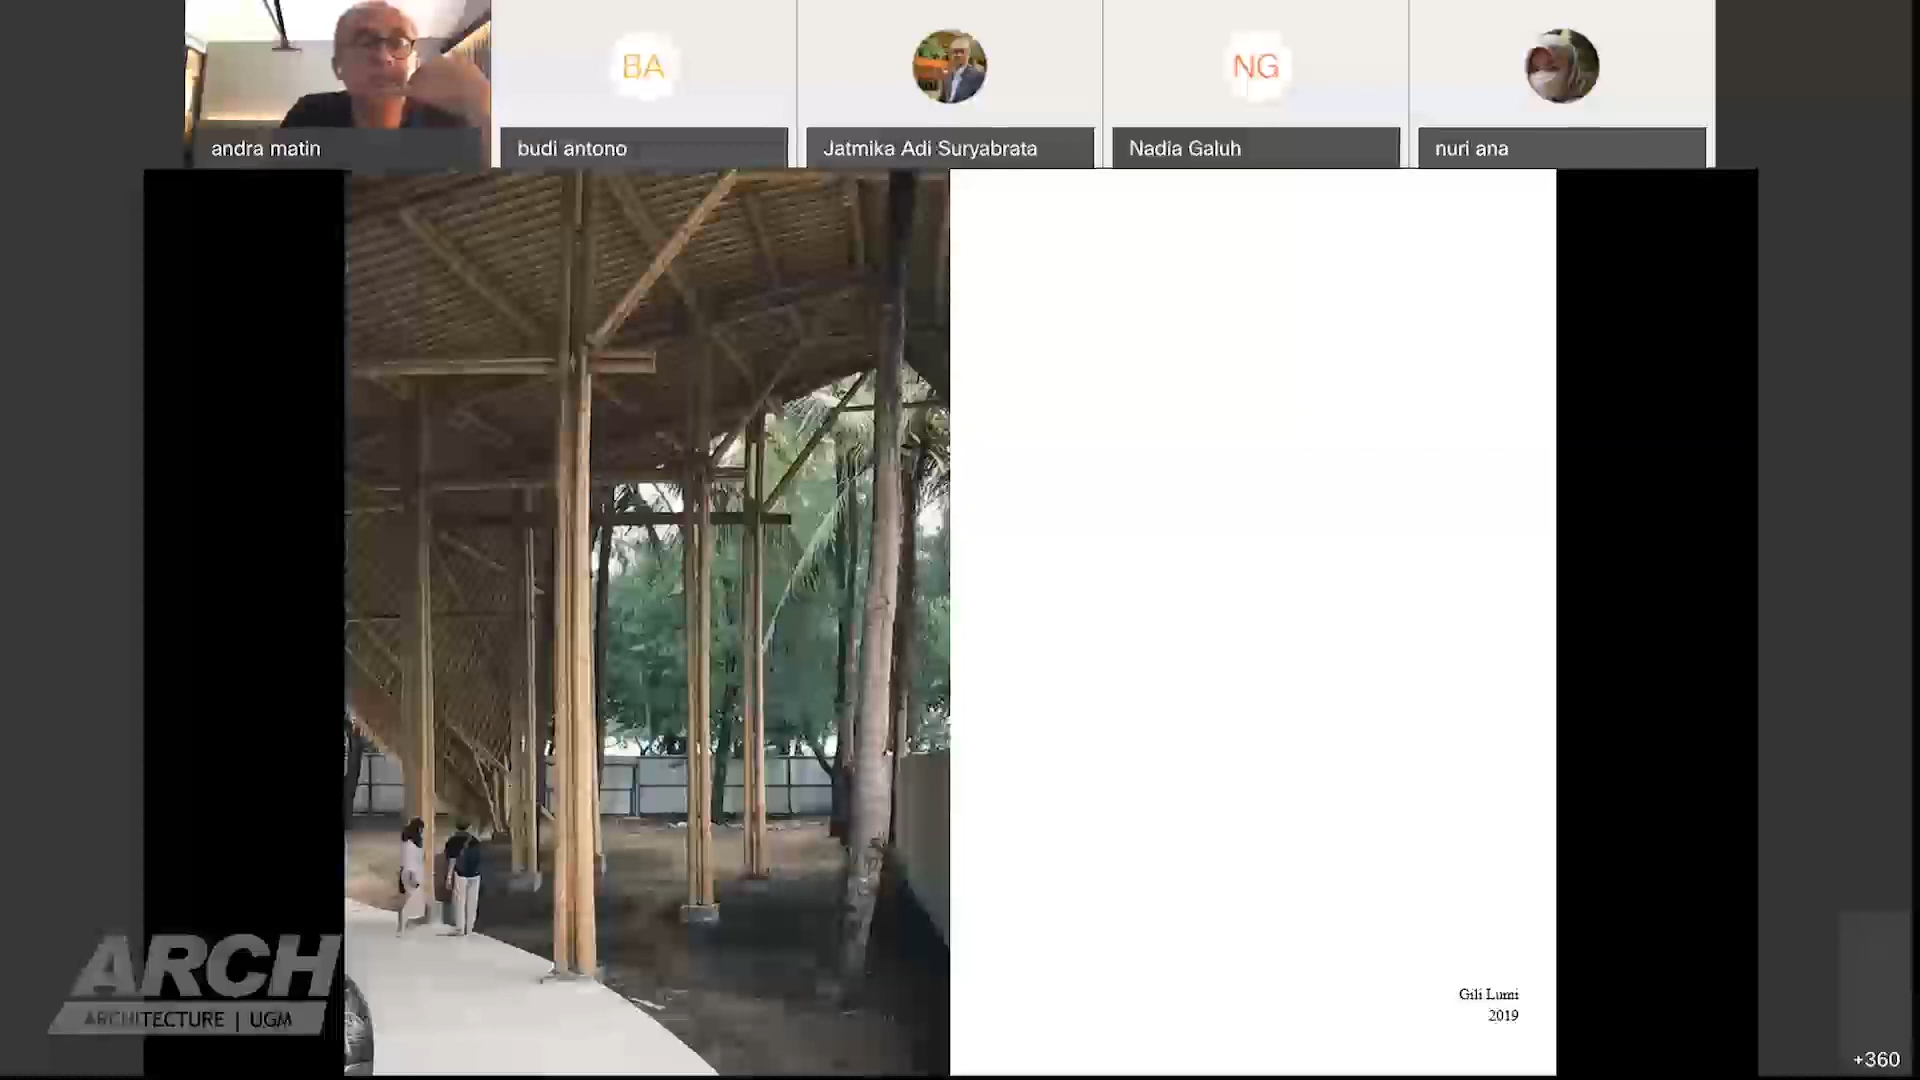 andra matin
BA
budi antono
Jatmika Adi Suryabrata
NG
Nadia Galuh
nuri ana
Gili Lumi
2019
ARCH
ARCHITECTURE | UGM
+360